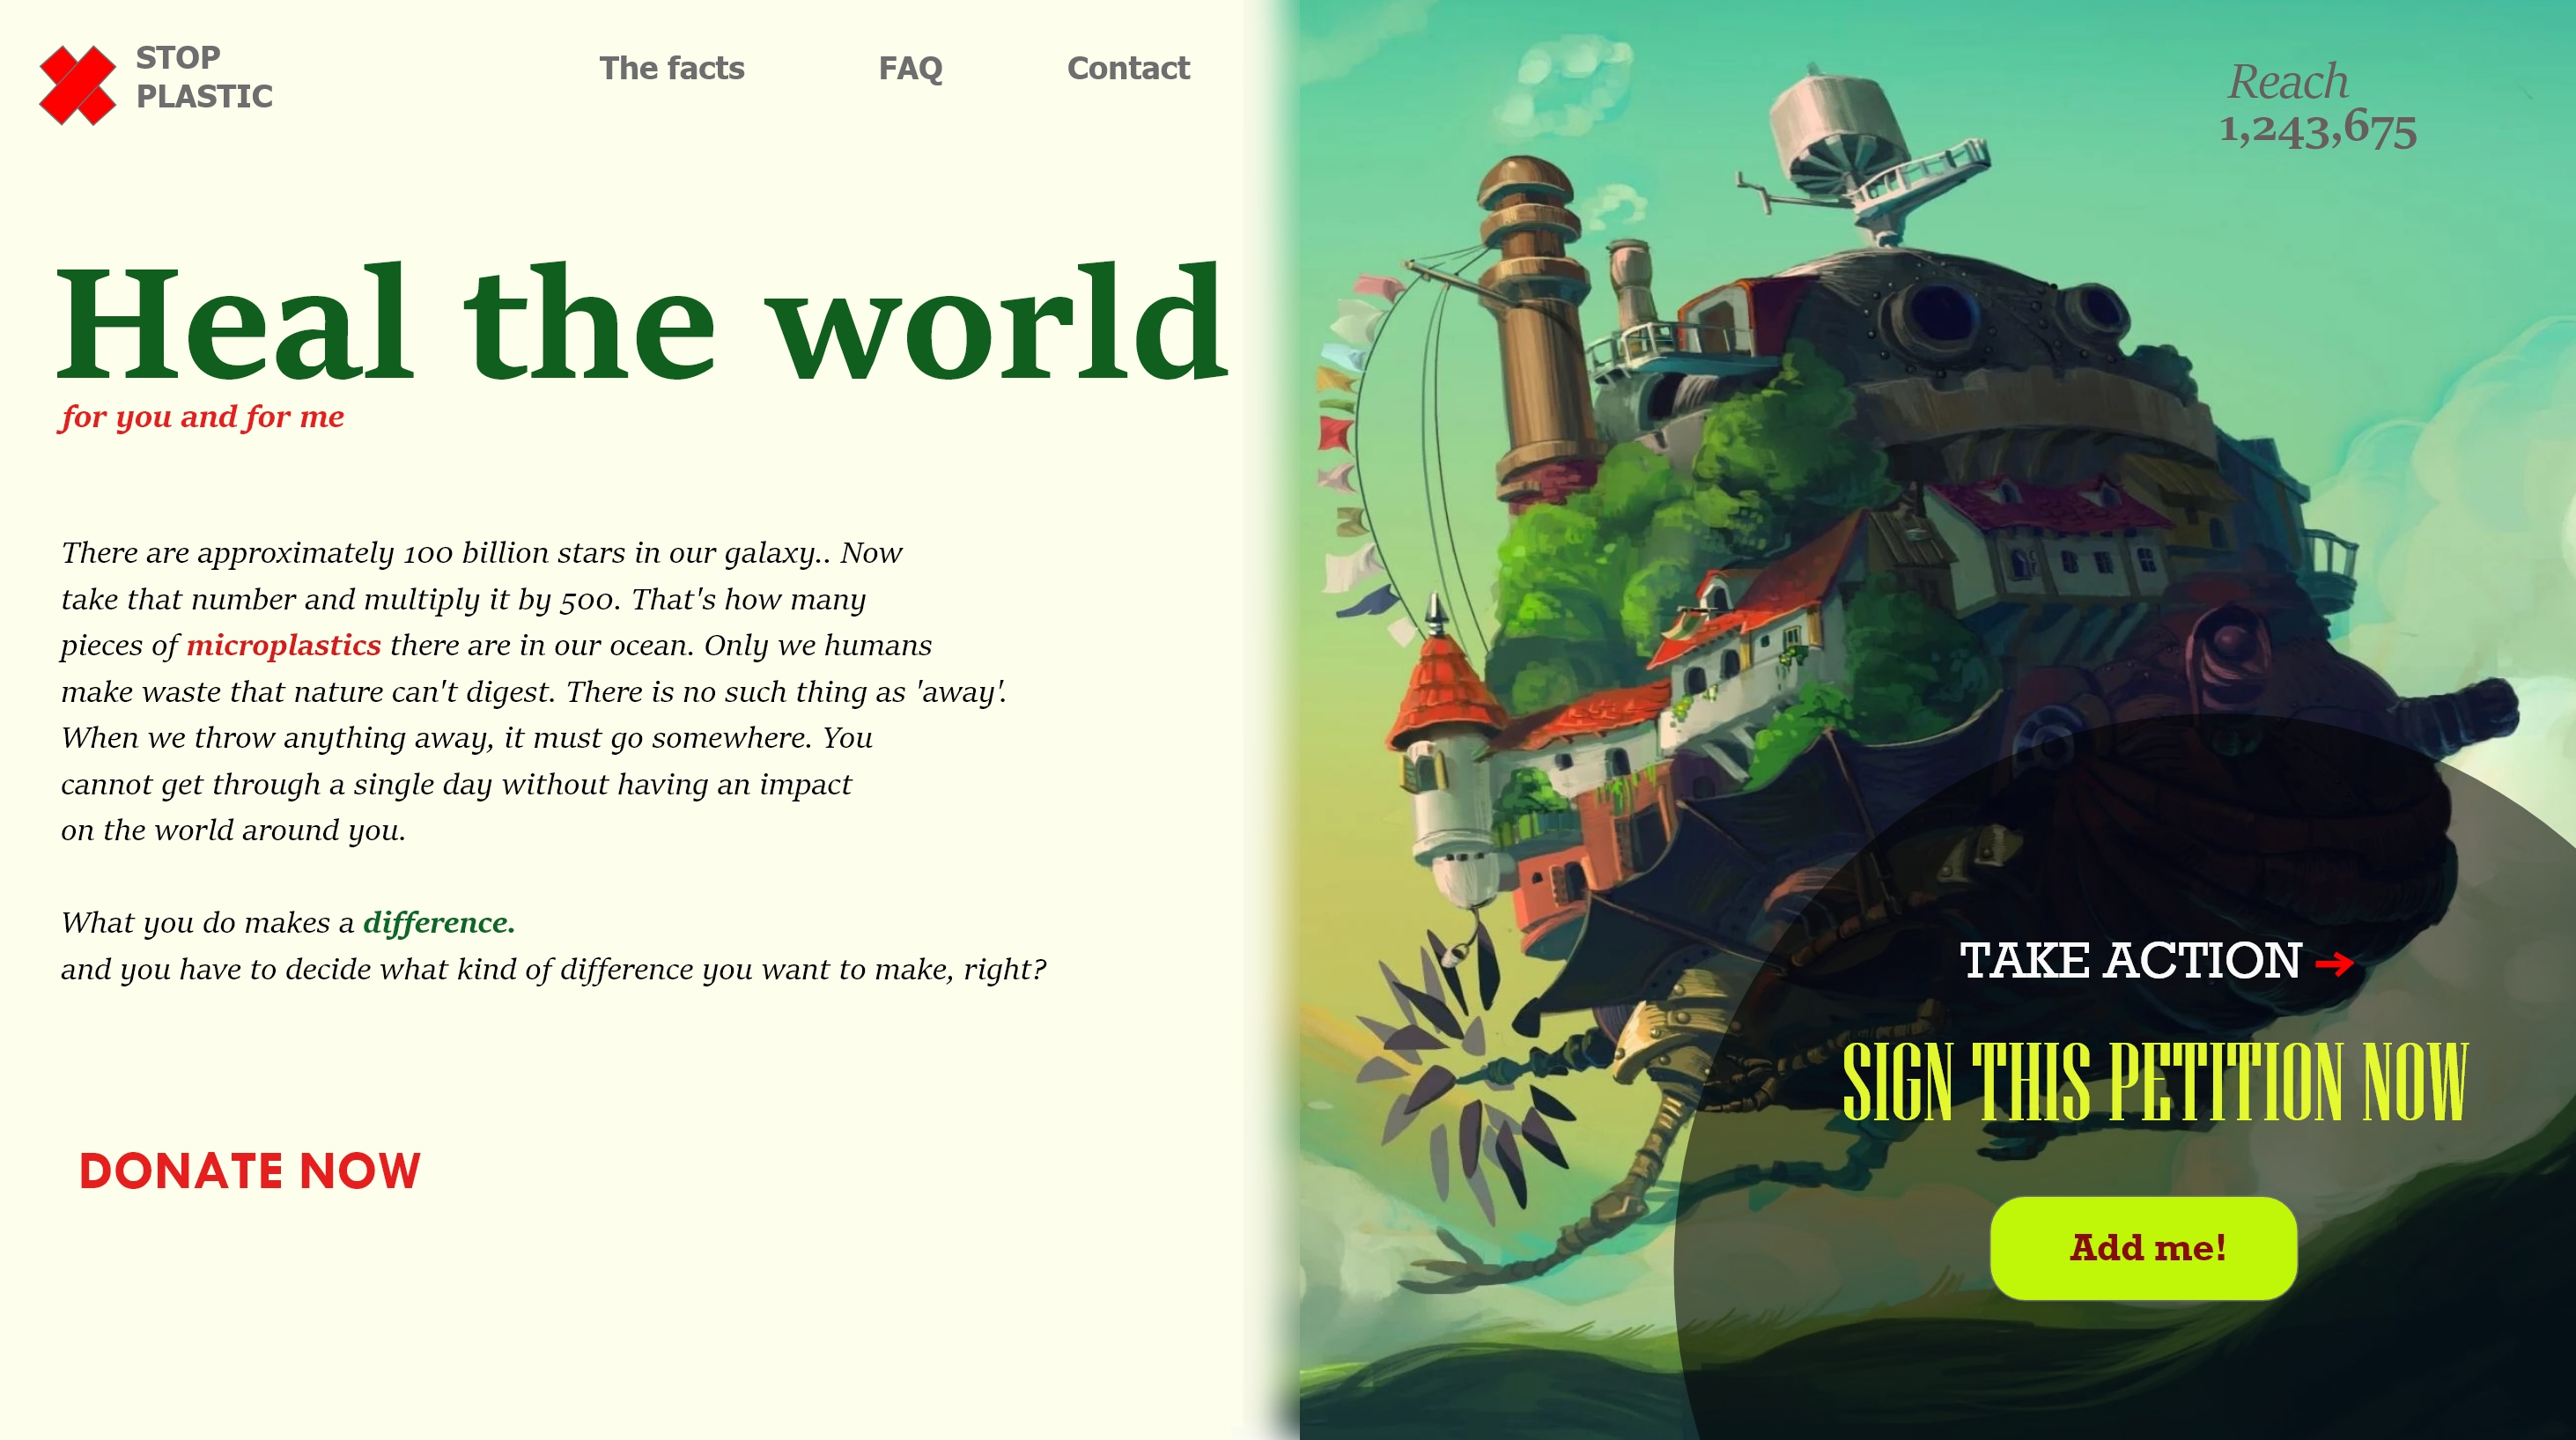 STOP
PLASTIC
The facts
FAQ
Contact
Reach
1,243,675
Heal the world
for you and for me
There are approximately 100 billion stars in our galaxy.. Now
take that number and multiply it by 500. That's how many
pieces of microplastics there are in our ocean. Only we humans
make waste that nature can't digest. There is no such thing as 'away'.
When we throw anything away, it must go somewhere. You
cannot get through a single day without having an impact
on the world around you.
What you do makes a difference.
and you have to decide what kind of difference you want to make, right?
DONATE NOW
TAKE ACTION →
SIGN THIS PETITION NOW
Add me!